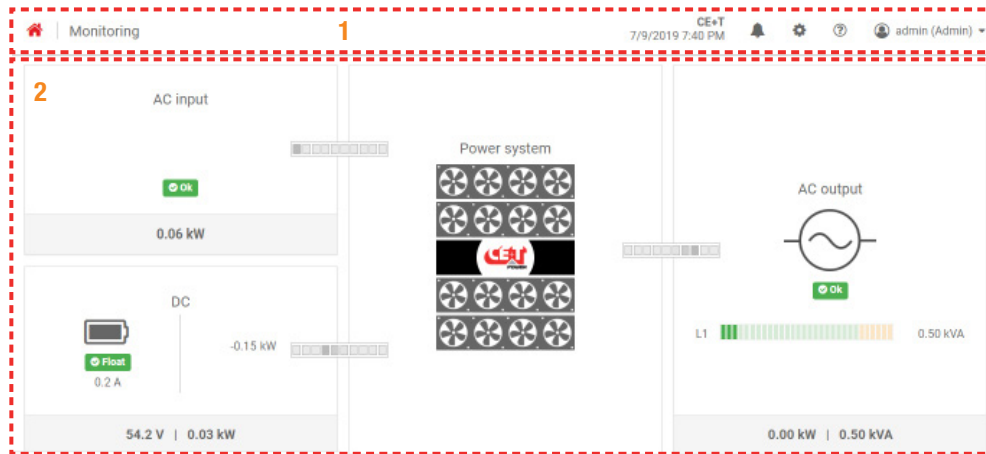 Monitoring
1
CE+T
7/9/2019 7:40 PM
admin (Admin)
2
AC input
Ok
0.06 kW
DC
Float
0.2 A
-0.15 kW
54.2 V | 0.03 kW
Power system
CE+T
POWER
AC output
Ok
L1
0.50 kVA
0.00 kW | 0.50 kVA